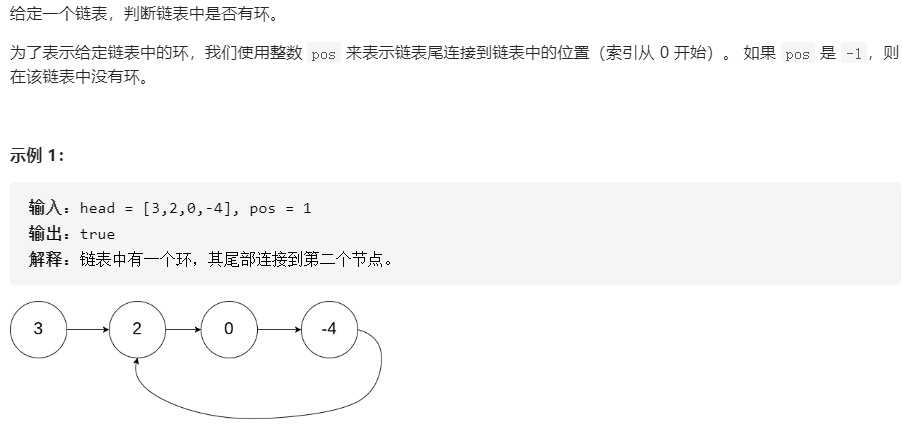 给定一个链表，判断链表中是否有环。
为了表示给定链表中的环，我们使用整数 pos 来表示链表尾连接到链表中的位置（索引从 0 开始）。 如果 pos 是 -1，则
在该链表中没有环。
示例 1：
输入：head = [3,2,0,-4], pos = 1
输出：true
解释：链表中有一个环，其尾部连接到第二个节点。
3 2 0 -4